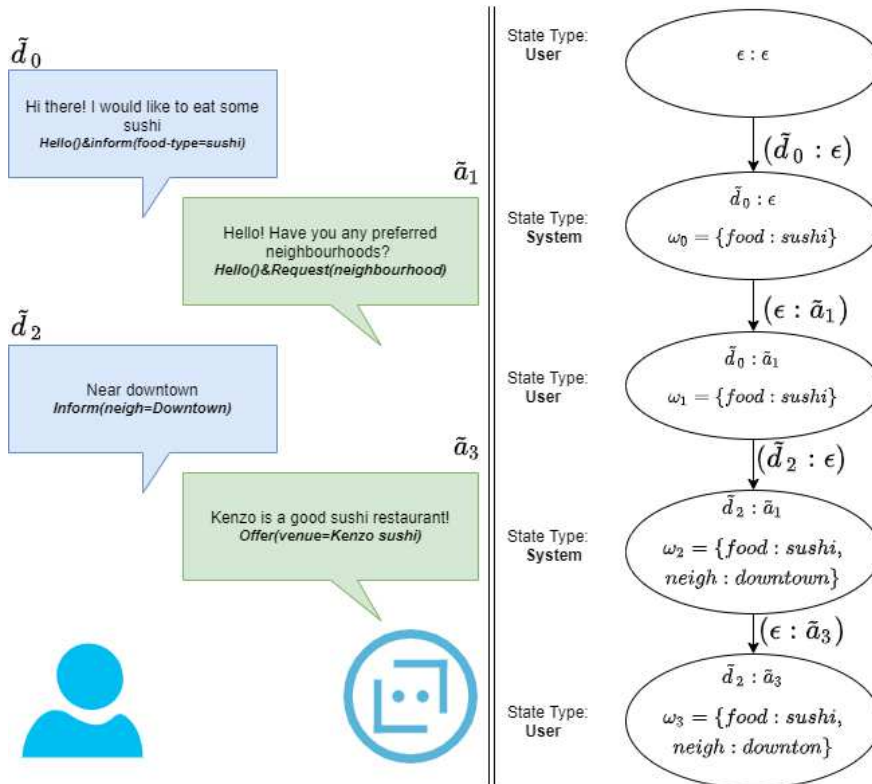 d̃₀
Hi there! I would like to eat some
sushi
Hello()&inform(food-type=sushi)
ã₁
Hello! Have you any preferred
neighbourhoods?
Hello()&Request(neighbourhood)
d̃₂
Near downtown
Inform(neigh=Downtown)
ã₃
Kenzo is a good sushi restaurant!
Offer(venue=Kenzo sushi)
State Type:
User
ϵ : ϵ
(d̃₀ : ϵ)
State Type:
System
d̃₀ : ϵ
ω₀ = {food : sushi}
(ϵ : ã₁)
State Type:
User
d̃₀ : ã₁
ω₁ = {food : sushi}
(d̃₂ : ϵ)
State Type:
System
d̃₂ : ã₁
ω₂ = {food : sushi,
neigh : downtown}
(ϵ : ã₃)
State Type:
User
d̃₂ : ã₃
ω₃ = {food : sushi,
neigh : downton}